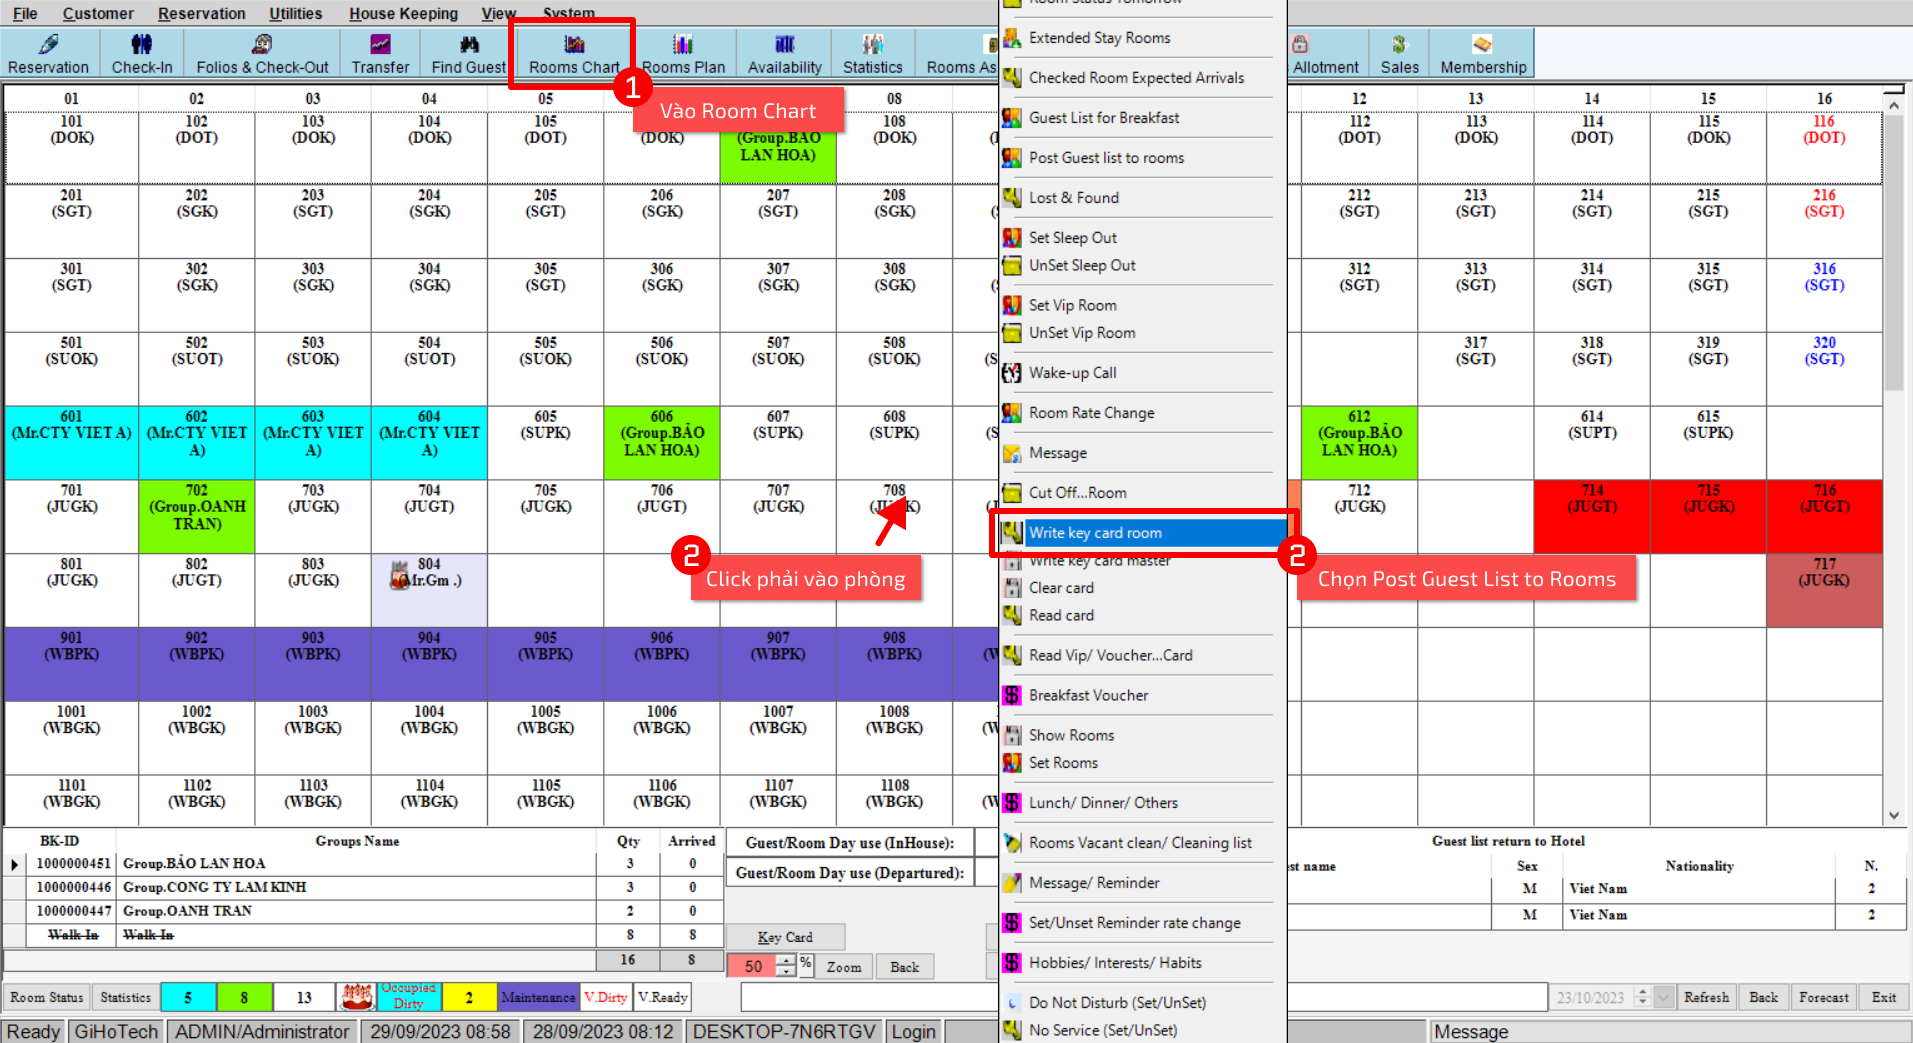 File Customer Reservation Utilities House Keeping View System
Reservation Check-In Folios & Check-Out Transfer Find Guest Rooms Chart Rooms Plan Availability Statistics Rooms As Allotment Sales Membership
1
Vào Room Chart
01 02 03 04 05 08 12 13 14 15 16
101 102 103 104 105 108 112 113 114 115 116
(DOK) (DOT) (DOK) (DOK) (DOT) (DOK) (Group.BẢO (DOK) (DOT) (DOK) (DOT) (DOK) (DOT)
LAN HOA)
201 202 203 204 205 206 207 208 212 213 214 215 216
(SGT) (SGK) (SGT) (SGK) (SGT) (SGK) (SGT) (SGK) (SGT) (SGT) (SGT) (SGT) (SGT)
301 302 303 304 305 306 307 308 312 313 314 315 316
(SGT) (SGK) (SGK) (SGK) (SGT) (SGK) (SGK) (SGK) (SGT) (SGT) (SGT) (SGT) (SGT)
501 502 503 504 505 506 507 508 317 318 319 320
(SUOK) (SUOT) (SUOK) (SUOT) (SUOK) (SUOK) (SUOK) (SUOK) (SGT) (SGT) (SGT) (SGT)
601 602 603 604 605 606 607 608 612 614 615
(Mr.CTY VIET A) (Mr.CTY VIET (Mr.CTY VIET (Mr.CTY VIET (SUPK) (Group.BẢO (SUPK) (SUPK) (Group.BẢO (SUPT) (SUPK)
A) A) A) LAN HOA) LAN HOA)
701 702 703 704 705 706 707 708 712 714 715 716
(JUGK) (Group.OANH (JUGK) (JUGT) (JUGK) (JUGT) (JUGK) (JUGK) (JUGT) (JUGK) (JUGT)
TRAN)
801 802 803 804 717
(JUGK) (JUGT) (JUGK) Mr.Gm .) (JUGK)
2
Click phải vào phòng
901 902 903 904 905 906 907 908
(WBPK) (WBPK) (WBPK) (WBPK) (WBPK) (WBPK) (WBPK) (WBPK)
1001 1002 1003 1004 1005 1006 1007 1008
(WBGK) (WBGK) (WBGK) (WBGK) (WBGK) (WBGK) (WBGK) (WBGK)
1101 1102 1103 1104 1105 1106 1107 1108
(WBGK) (WBGK) (WBGK) (WBGK) (WBGK) (WBGK) (WBGK) (WBGK)
Room Status Tomorrow
Extended Stay Rooms
Checked Room Expected Arrivals
Guest List for Breakfast
Post Guest list to rooms
Lost & Found
Set Sleep Out
UnSet Sleep Out
Set Vip Room
UnSet Vip Room
Wake-up Call
Room Rate Change
Message
Cut Off...Room
Write key card room
2
Chọn Post Guest List to Rooms
Write key card master
Clear card
Read card
Read Vip/ Voucher...Card
Breakfast Voucher
Show Rooms
Set Rooms
Lunch/ Dinner/ Others
Rooms Vacant clean/ Cleaning list
Message/ Reminder
Set/Unset Reminder rate change
Hobbies/ Interests/ Habits
Do Not Disturb (Set/UnSet)
No Service (Set/UnSet)
BK-ID Groups Name Qty Arrived
1000000451 Group.BẢO LAN HOA 3 0
1000000446 Group.CONG TY LAM KINH 3 0
1000000447 Group.OANH TRAN 2 0
Walk In Walk In 8 8
16 8
Guest/Room Day use (InHouse):
Guest/Room Day use (Departured):
Key Card
50 % Zoom Back
Guest list return to Hotel
st name Sex Nationality N.
M Viet Nam 2
M Viet Nam 2
Room Status Statistics 5 8 13 Occupied Dirty 2 Maintenance V.Dirty V.Ready
23/10/2023 Refresh Back Forecast Exit
Ready GiHoTech ADMIN/Administrator 29/09/2023 08:58 28/09/2023 08:12 DESKTOP-7N6RTGV Login Message